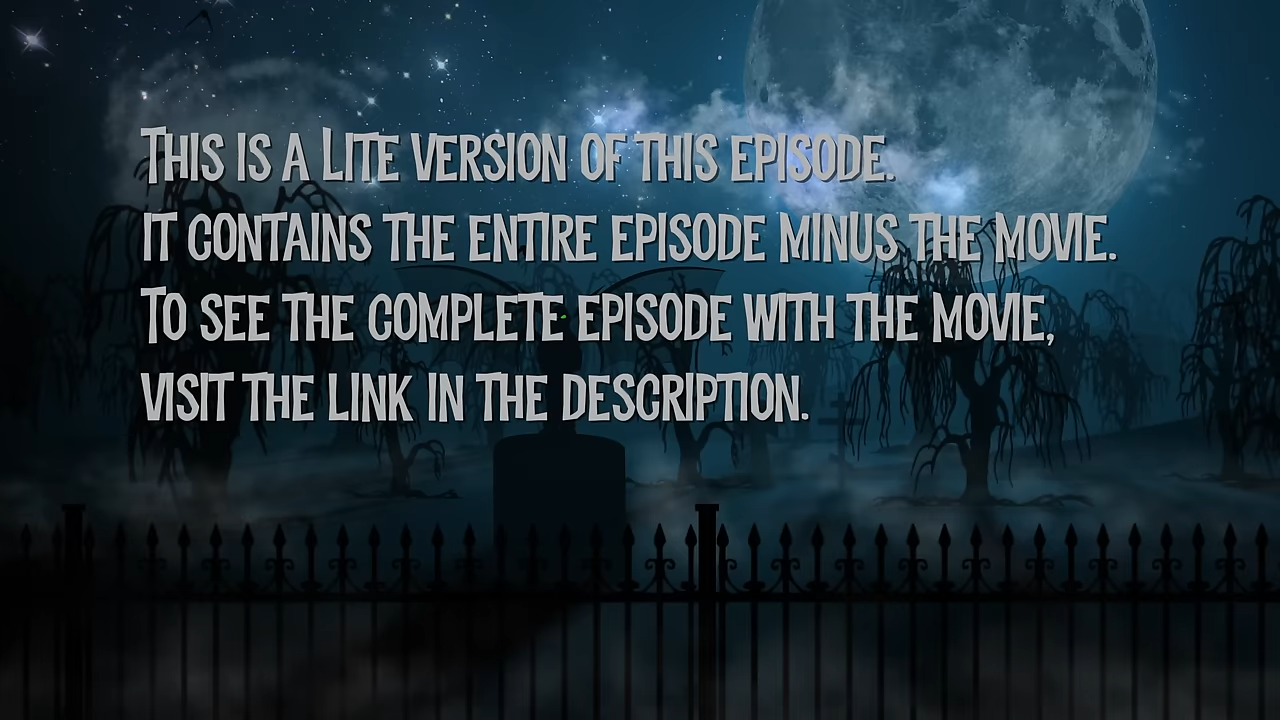 This is a Lite version of this episode.
It contains the entire episode minus the movie.
To see the complete episode with the movie,
visit the link in the description.